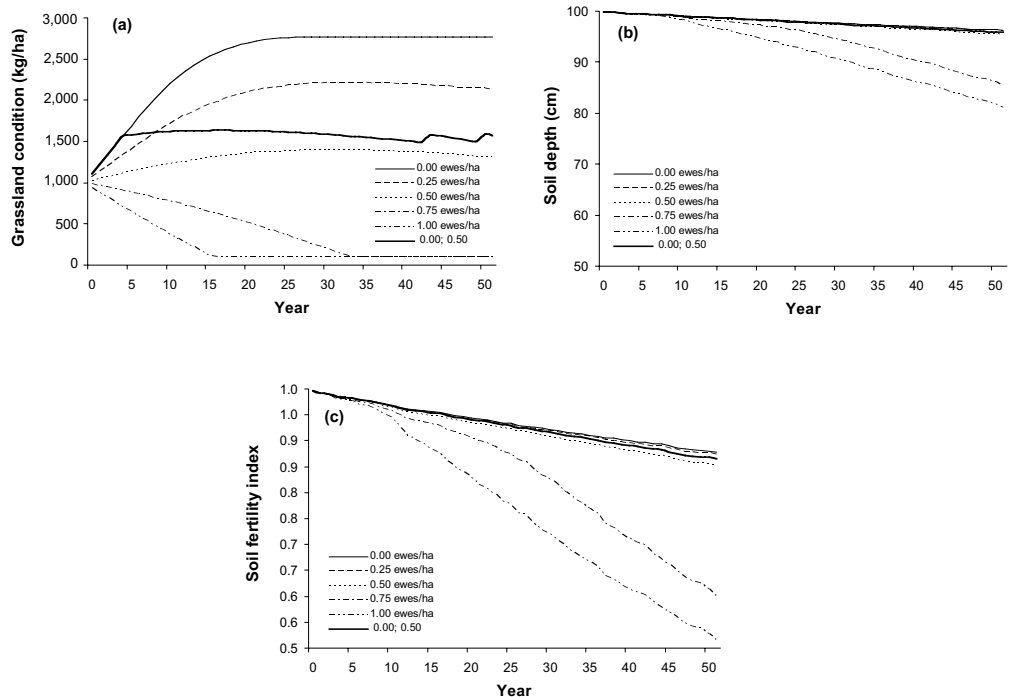 (a)
Grassland condition (kg/ha)
3,000
2,500
2,000
1,500
1,000
500
0
0.00 ewes/ha
0.25 ewes/ha
0.50 ewes/ha
0.75 ewes/ha
1.00 ewes/ha
0.00; 0.50
0 5 10 15 20 25 30 35 40 45 50
Year
(b)
Soil depth (cm)
100
90
80
70
60
50
0.00 ewes/ha
0.25 ewes/ha
0.50 ewes/ha
0.75 ewes/ha
1.00 ewes/ha
0.00; 0.50
0 5 10 15 20 25 30 35 40 45 50
Year
(c)
Soil fertility index
1.0
1.0
0.9
0.9
0.8
0.8
0.7
0.7
0.6
0.6
0.5
0.00 ewes/ha
0.25 ewes/ha
0.50 ewes/ha
0.75 ewes/ha
1.00 ewes/ha
0.00; 0.50
0 5 10 15 20 25 30 35 40 45 50
Year